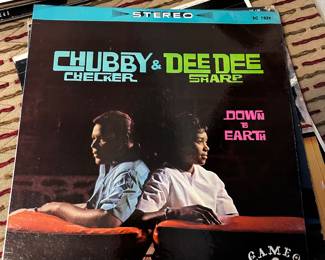 STEREO
SC 1029
CHUBBY & DEE DEE
CHECKER SHARP
DOWN TO EARTH
CAMEO